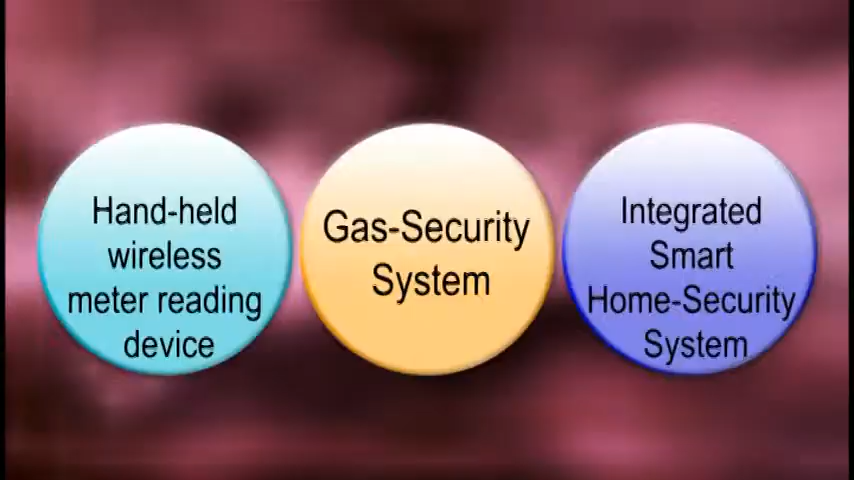 Hand-held
wireless
meter reading
device
Gas-Security
System
Integrated
Smart
Home-Security
System